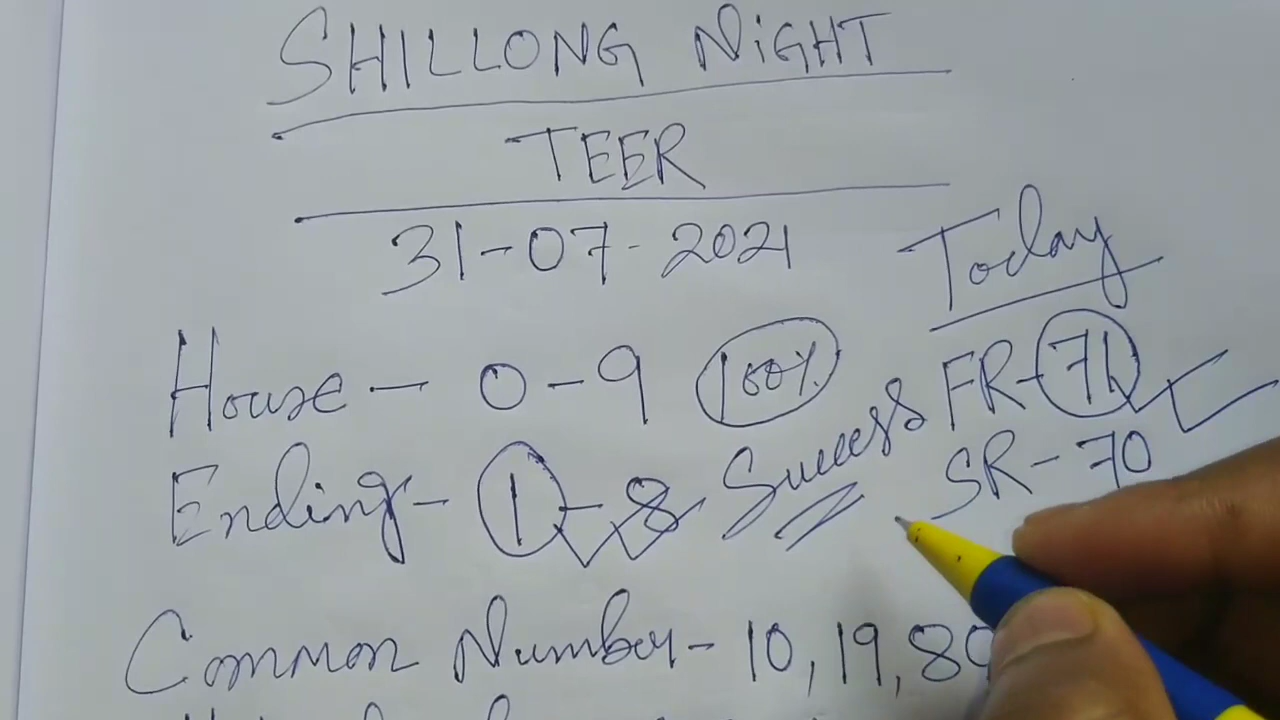 SHILLONG NiGHT
TEER
31-07-2021
House - 0-9 100%
Ending - 1-8 Success
Today
FR-71
SR-70
Common Number - 10, 19, 89